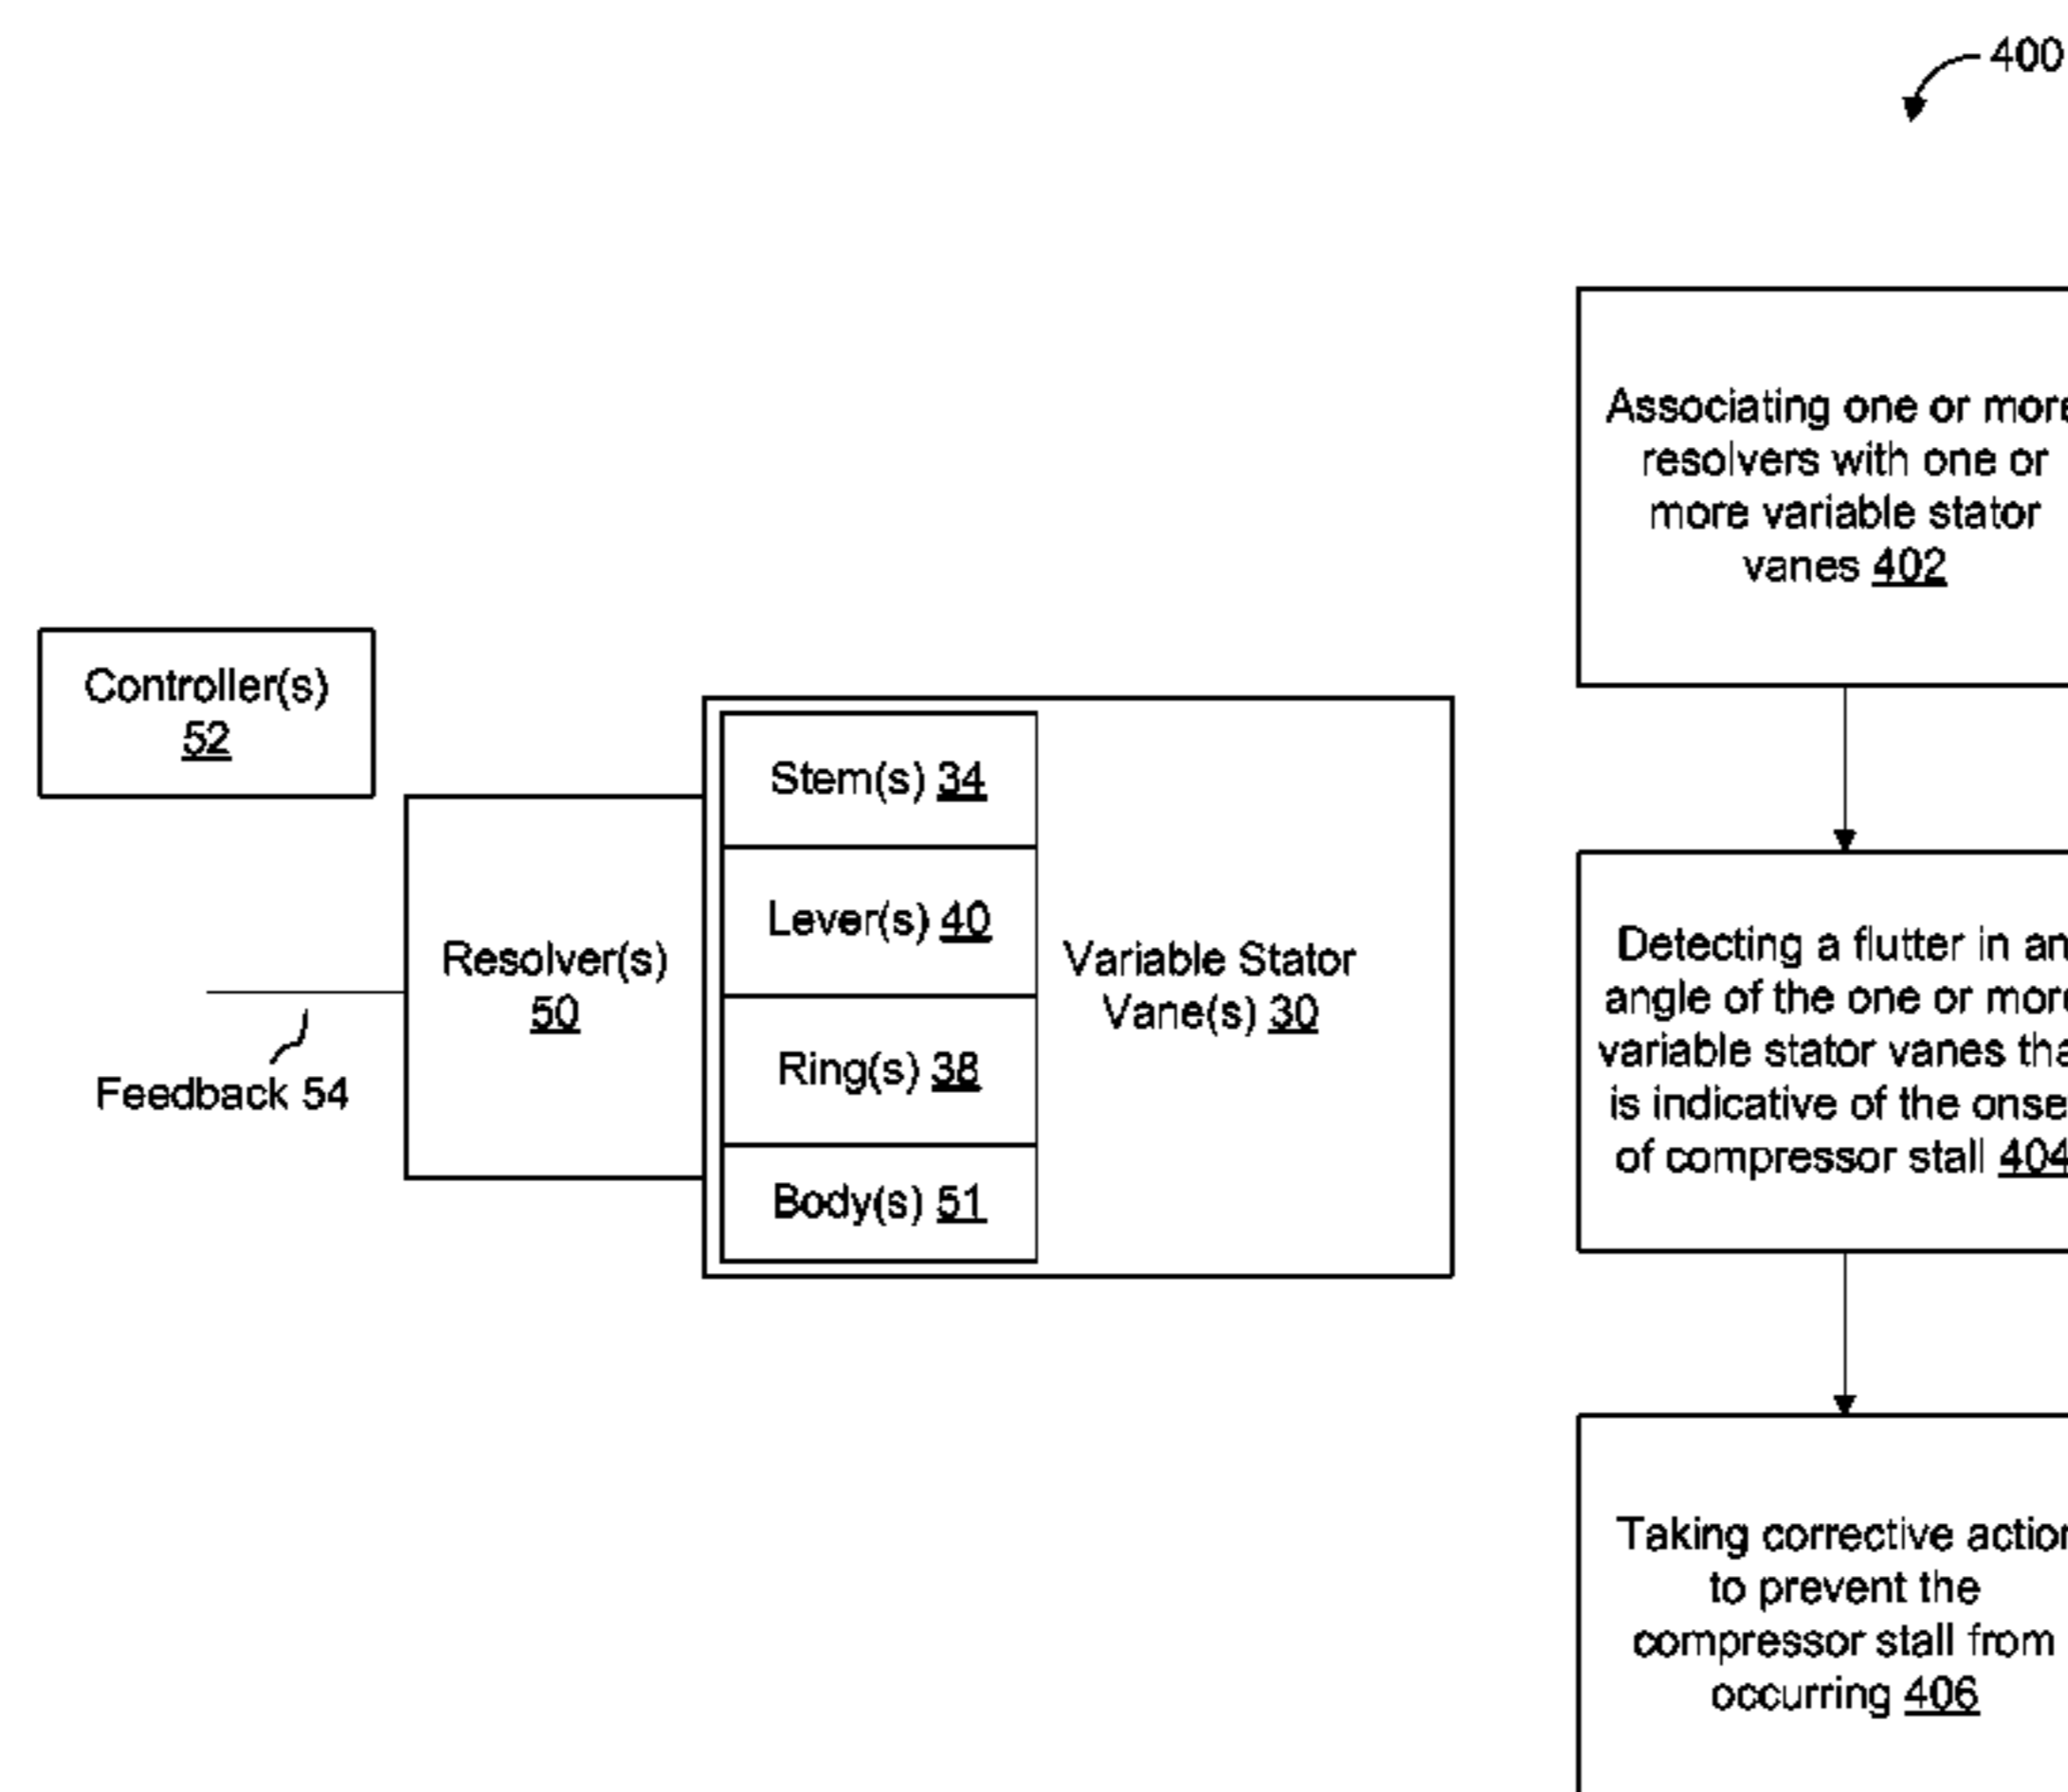 400
Controller(s)
52
Resolver(s)
50
Feedback 54
Stem(s) 34
Lever(s) 40
Ring(s) 38
Body(s) 51
Variable Stator
Vane(s) 30
Associating one or more
resolvers with one or
more variable stator
vanes 402
Detecting a flutter in an
angle of the one or more
variable stator vanes
is indicative of the
of compressor stall 404
Taking corrective action
to prevent the
compressor stall from
occurring 406